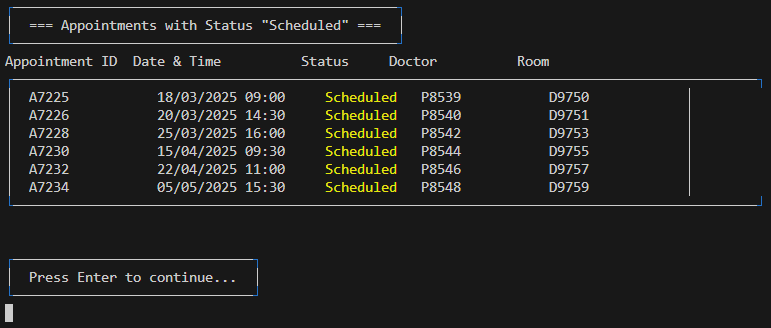 === Appointments with Status "Scheduled" ===
Appointment ID Date & Time Status Doctor Room
A7225 18/03/2025 09:00 Scheduled P8539 D9750
A7226 20/03/2025 14:30 Scheduled P8540 D9751
A7228 25/03/2025 16:00 Scheduled P8542 D9753
A7230 15/04/2025 09:30 Scheduled P8544 D9755
A7232 22/04/2025 11:00 Scheduled P8546 D9757
A7234 05/05/2025 15:30 Scheduled P8548 D9759
Press Enter to continue...